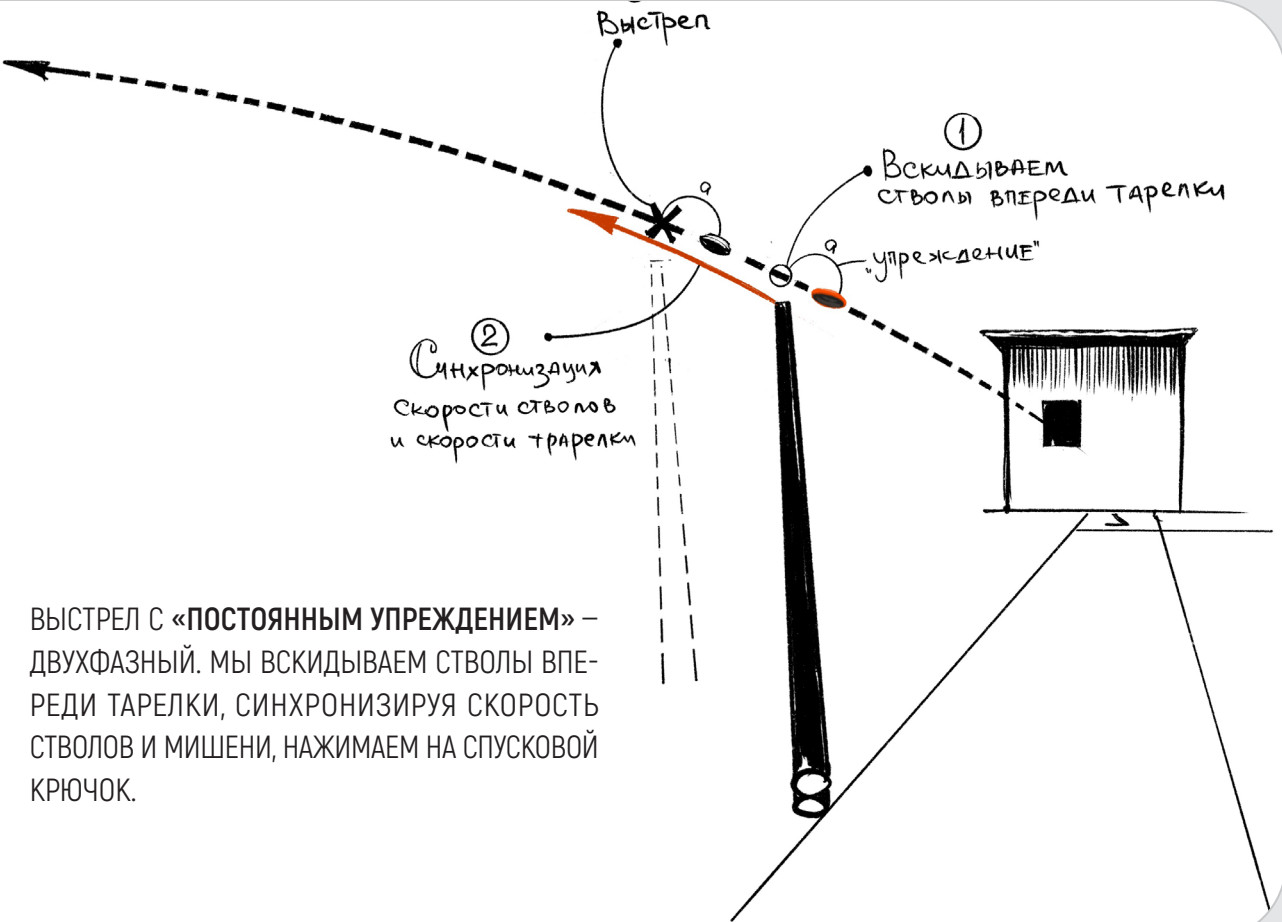 Выстрел
①
Вскидываем
стволы впереди тарелки
а
а
„упреждение"
②
Синхронизация
скорости стволов
и скорости трарелки
ВЫСТРЕЛ С «ПОСТОЯННЫМ УПРЕЖДЕНИЕМ» –
ДВУХФАЗНЫЙ. МЫ ВСКИДЫВАЕМ СТВОЛЫ ВПЕ-
РЕДИ ТАРЕЛКИ, СИНХРОНИЗИРУЯ СКОРОСТЬ
СТВОЛОВ И МИШЕНИ, НАЖИМАЕМ НА СПУСКОВОЙ
КРЮЧОК.